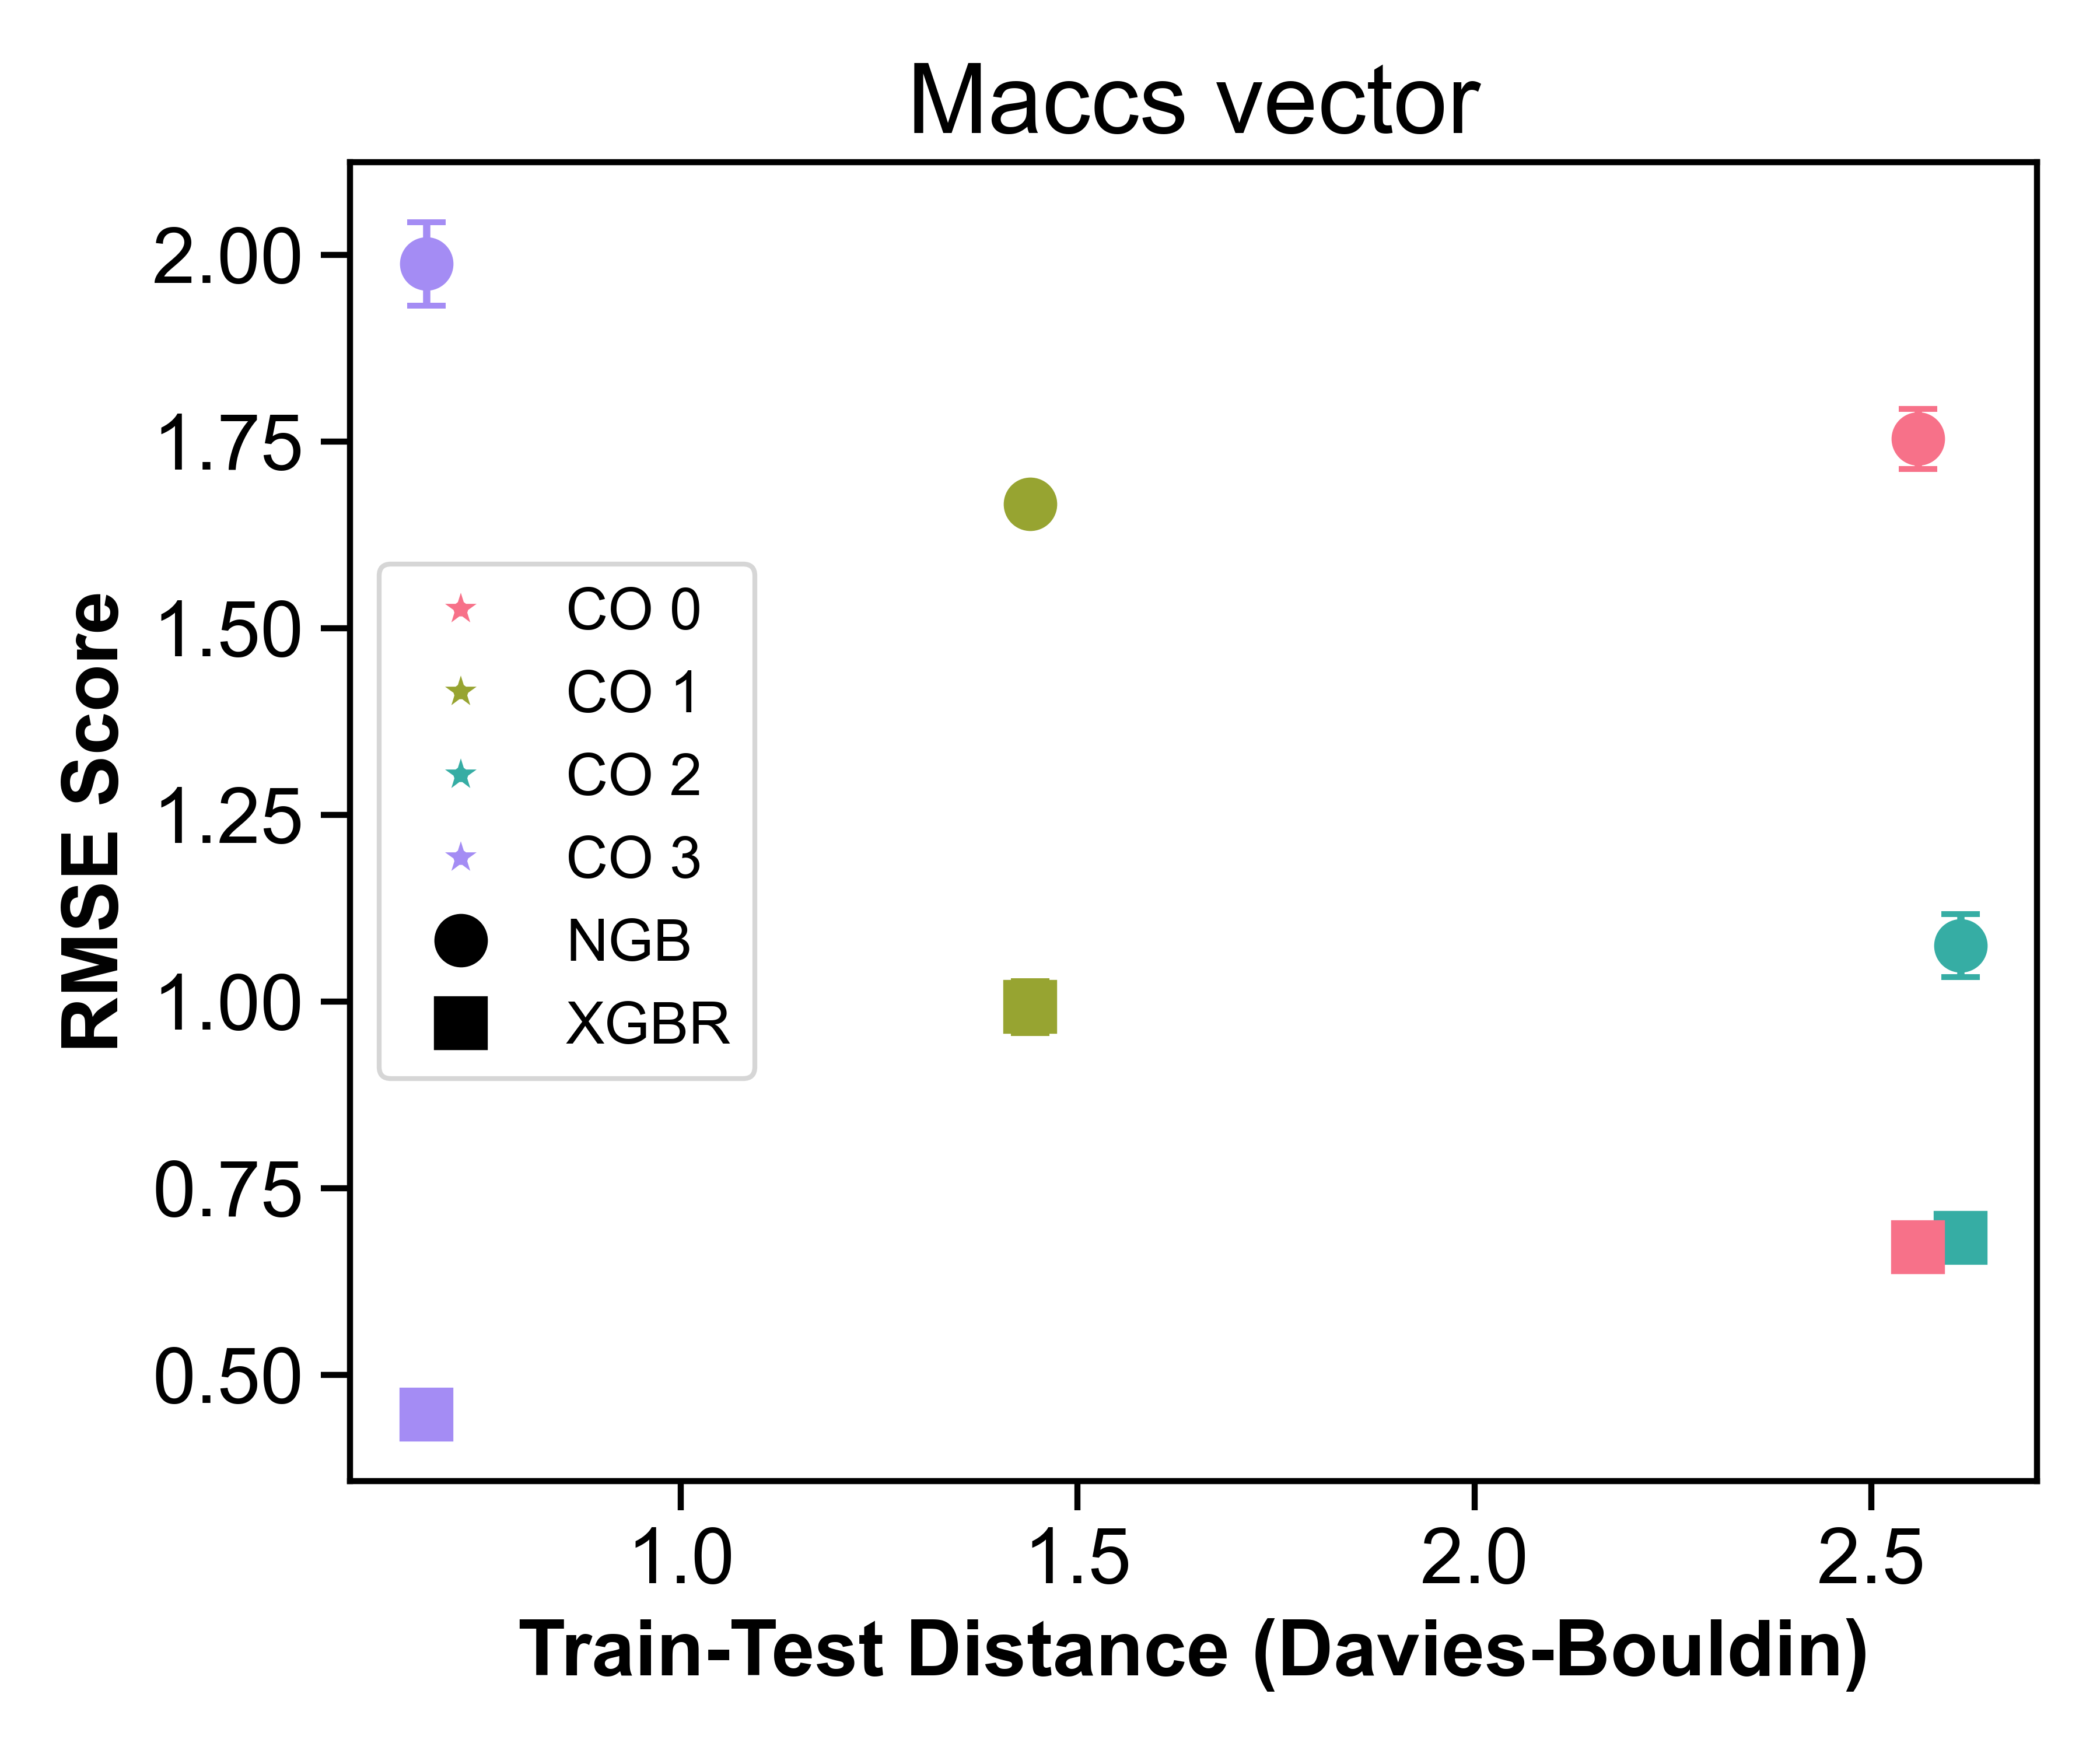 Maccs vector
RMSE Score
2.00
1.75
1.50
1.25
1.00
0.75
0.50
CO 0
CO 1
CO 2
CO 3
NGB
XGBR
1.0 1.5 2.0 2.5
Train-Test Distance (Davies-Bouldin)